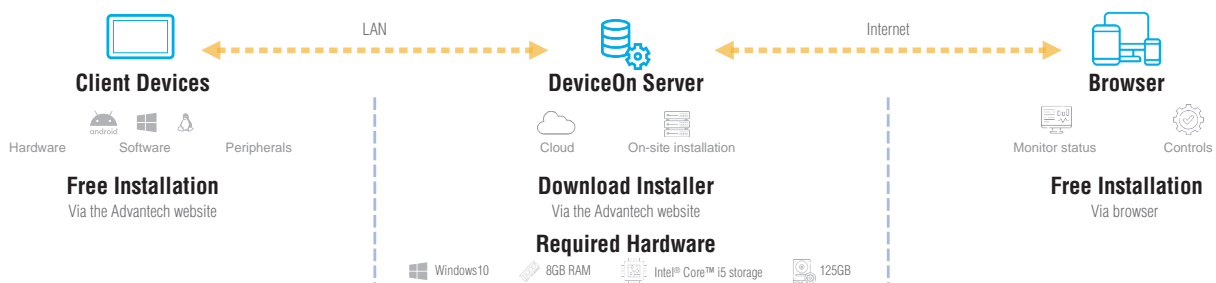 LAN
Internet
Client Devices
DeviceOn Server
Browser
android
Hardware
Software
Peripherals
Cloud
On-site installation
Monitor status
Controls
Free Installation
Via the Advantech website
Download Installer
Via the Advantech website
Free Installation
Via browser
Required Hardware
Windows10
8GB RAM
Intel® Core™ i5 storage
125GB